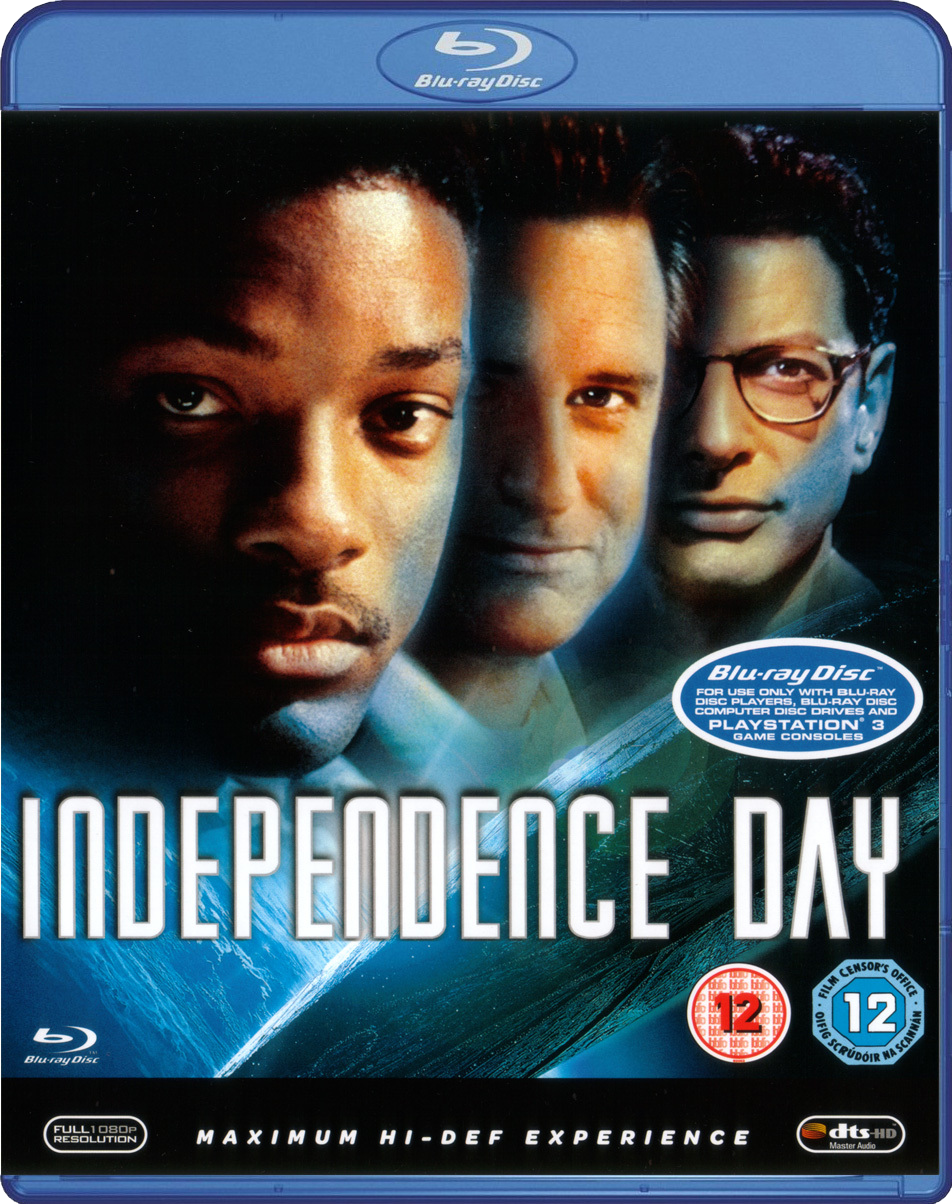 Blu-ray Disc
Blu-ray Disc™
FOR USE ONLY WITH BLU-RAY
DISC PLAYERS, BLU-RAY DISC
COMPUTER DISC DRIVES AND
PLAYSTATION® 3
GAME CONSOLES
INDEPENDENCE DAY
12
FILM CENSOR'S OFFICE
12
OIFIG SCRÚDÓIR NA SCANNÁN
Blu-ray Disc
FULL 1080P
RESOLUTION
MAXIMUM HI-DEF EXPERIENCE
dts-HD
Master Audio